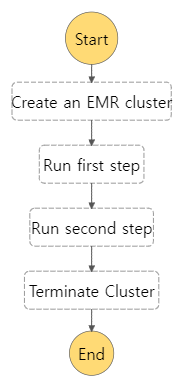 Start
Create an EMR cluster
Run first step
Run second step
Terminate Cluster
End